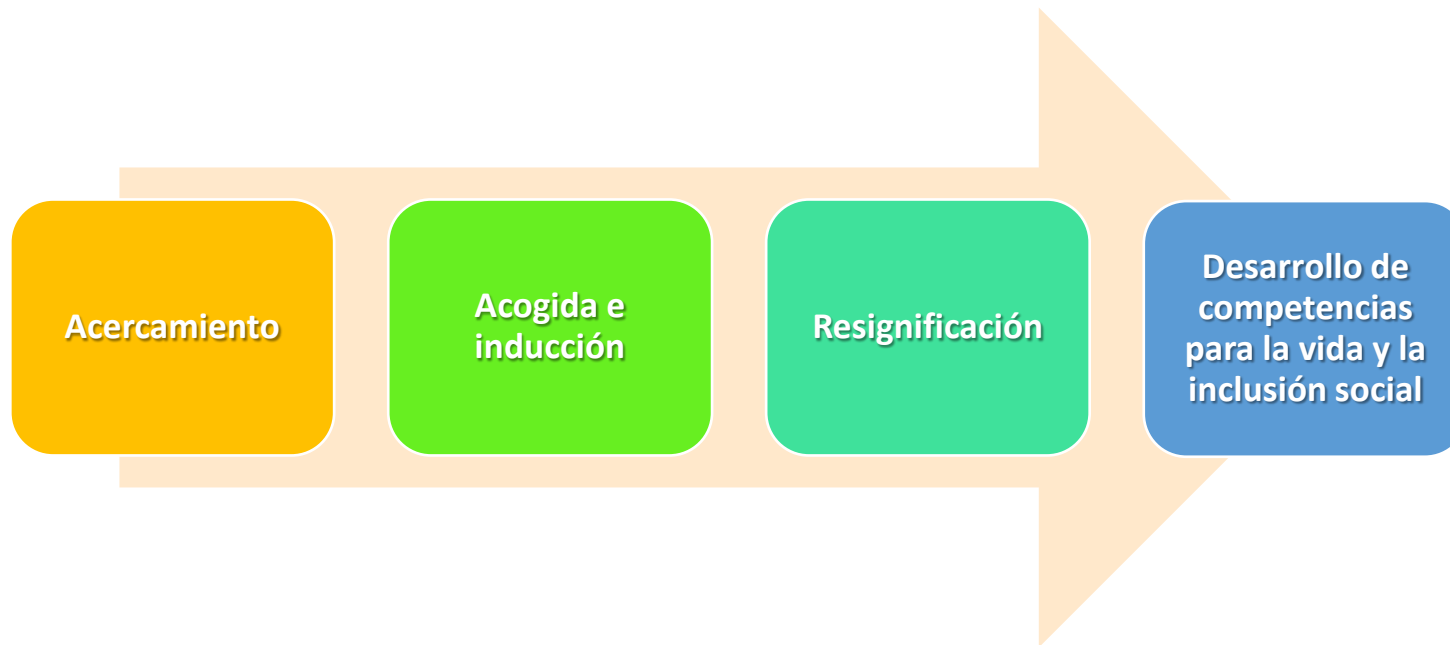 Acercamiento
Acogida e
inducción
Resignificación
Desarrollo de
competencias
para la vida y la
inclusión social